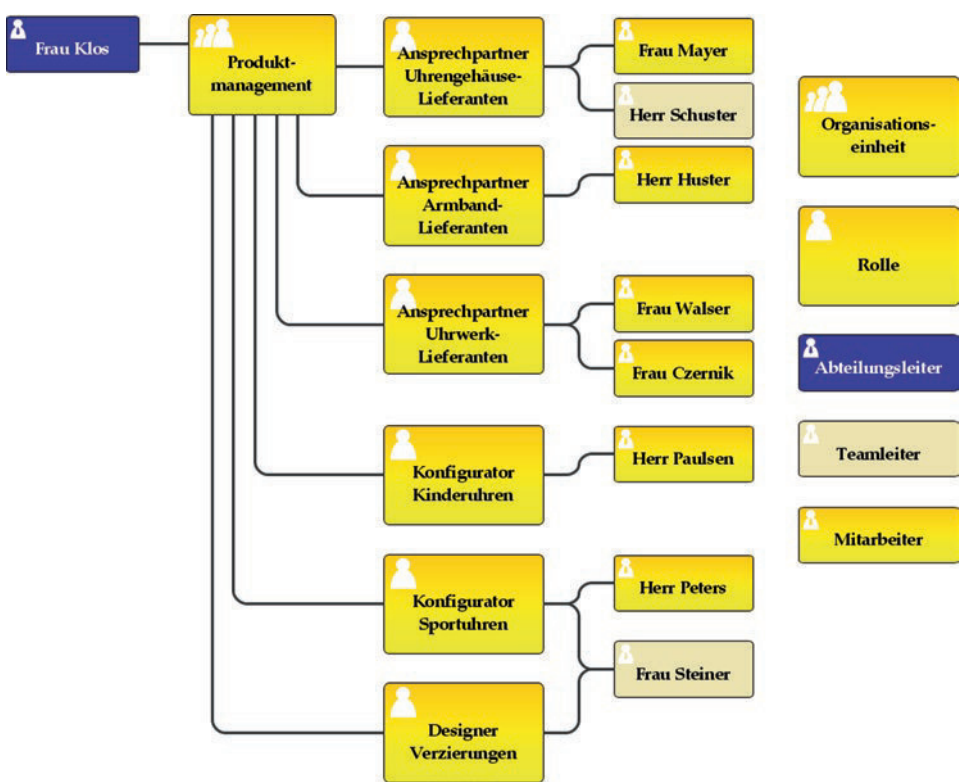 Frau Klos
Produkt-
management
Ansprechpartner
Uhrengehäuse-
Lieferanten
Frau Mayer
Herr Schuster
Ansprechpartner
Armband-
Lieferanten
Herr Huster
Ansprechpartner
Uhrwerk-
Lieferanten
Frau Walser
Frau Czernik
Konfigurator
Kinderuhren
Herr Paulsen
Konfigurator
Sportuhren
Herr Peters
Frau Steiner
Designer
Verzierungen
Organisations-
einheit
Rolle
Abteilungsleiter
Teamleiter
Mitarbeiter